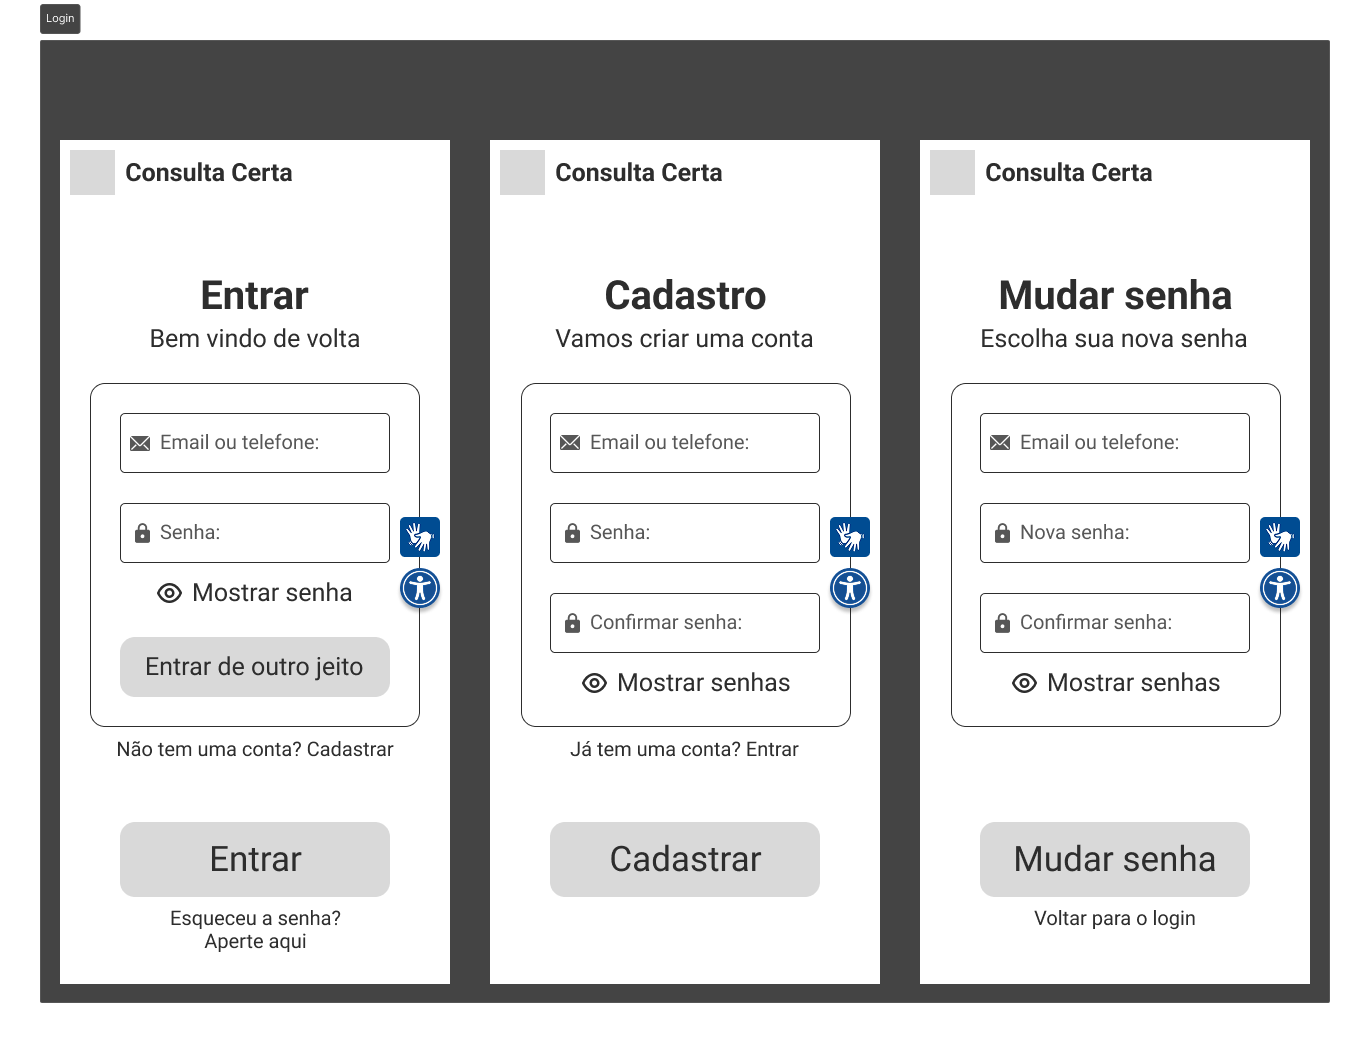 Login
Consulta Certa
Entrar
Bem vindo de volta
Email ou telefone:
Senha:
Mostrar senha
Entrar de outro jeito
Não tem uma conta? Cadastrar
Entrar
Esqueceu a senha?
Aperte aqui
Consulta Certa
Cadastro
Vamos criar uma conta
Email ou telefone:
Senha:
Confirmar senha:
Mostrar senhas
Já tem uma conta? Entrar
Cadastrar
Consulta Certa
Mudar senha
Escolha sua nova senha
Email ou telefone:
Nova senha:
Confirmar senha:
Mostrar senhas
Mudar senha
Voltar para o login